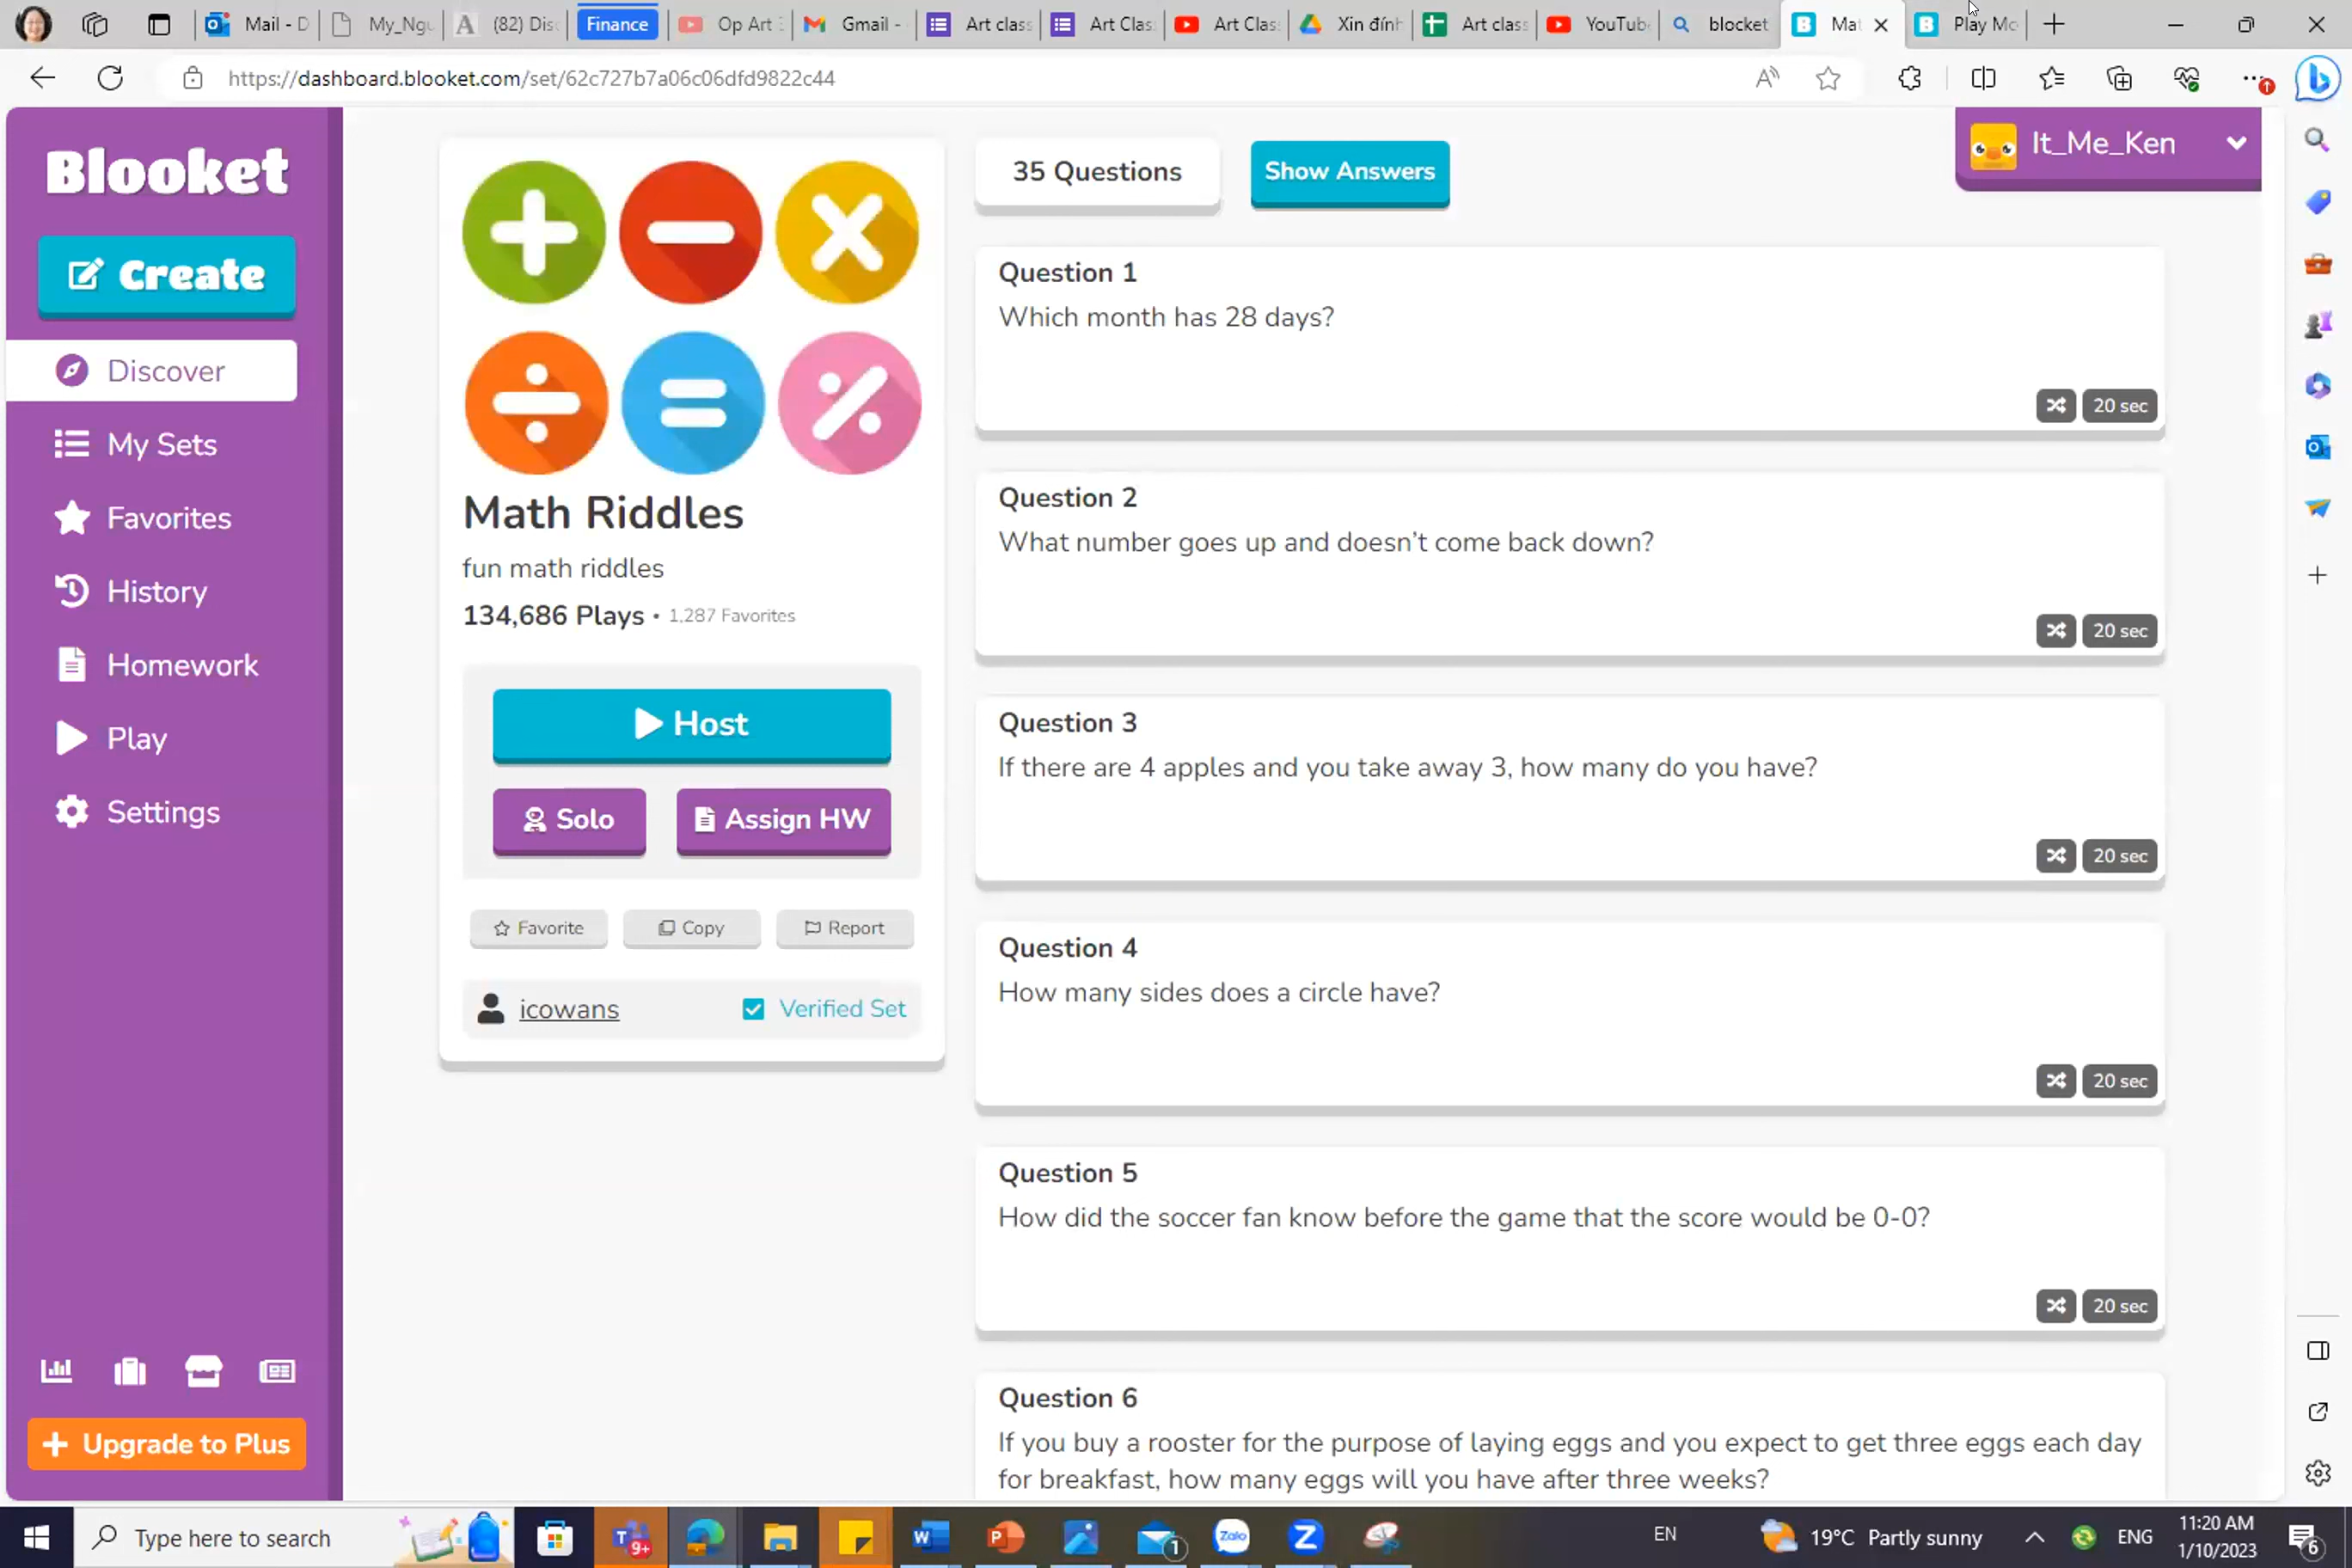 Mail - D
My_Ngu
(82) Disc
Finance
Op Art
Gmail -
Art class
Art Clas
Art Clas
Xin đính
Art class
YouTub
blocket
Mat
Play Mo
https://dashboard.blooket.com/set/62c727b7a06c06dfd9822c44
Blooket
Create
Discover
My Sets
Favorites
History
Homework
Play
Settings
Upgrade to Plus
Math Riddles
fun math riddles
134,686 Plays • 1,287 Favorites
Host
Solo
Assign HW
Favorite
Copy
Report
icowans
Verified Set
35 Questions
Show Answers
It_Me_Ken
Question 1
Which month has 28 days?
20 sec
Question 2
What number goes up and doesn't come back down?
20 sec
Question 3
If there are 4 apples and you take away 3, how many do you have?
20 sec
Question 4
How many sides does a circle have?
20 sec
Question 5
How did the soccer fan know before the game that the score would be 0-0?
20 sec
Question 6
If you buy a rooster for the purpose of laying eggs and you expect to get three eggs each day
for breakfast, how many eggs will you have after three weeks?
Type here to search
9+
1
Zalo
EN
19°C Partly sunny
ENG
11:20 AM
1/10/2023
6